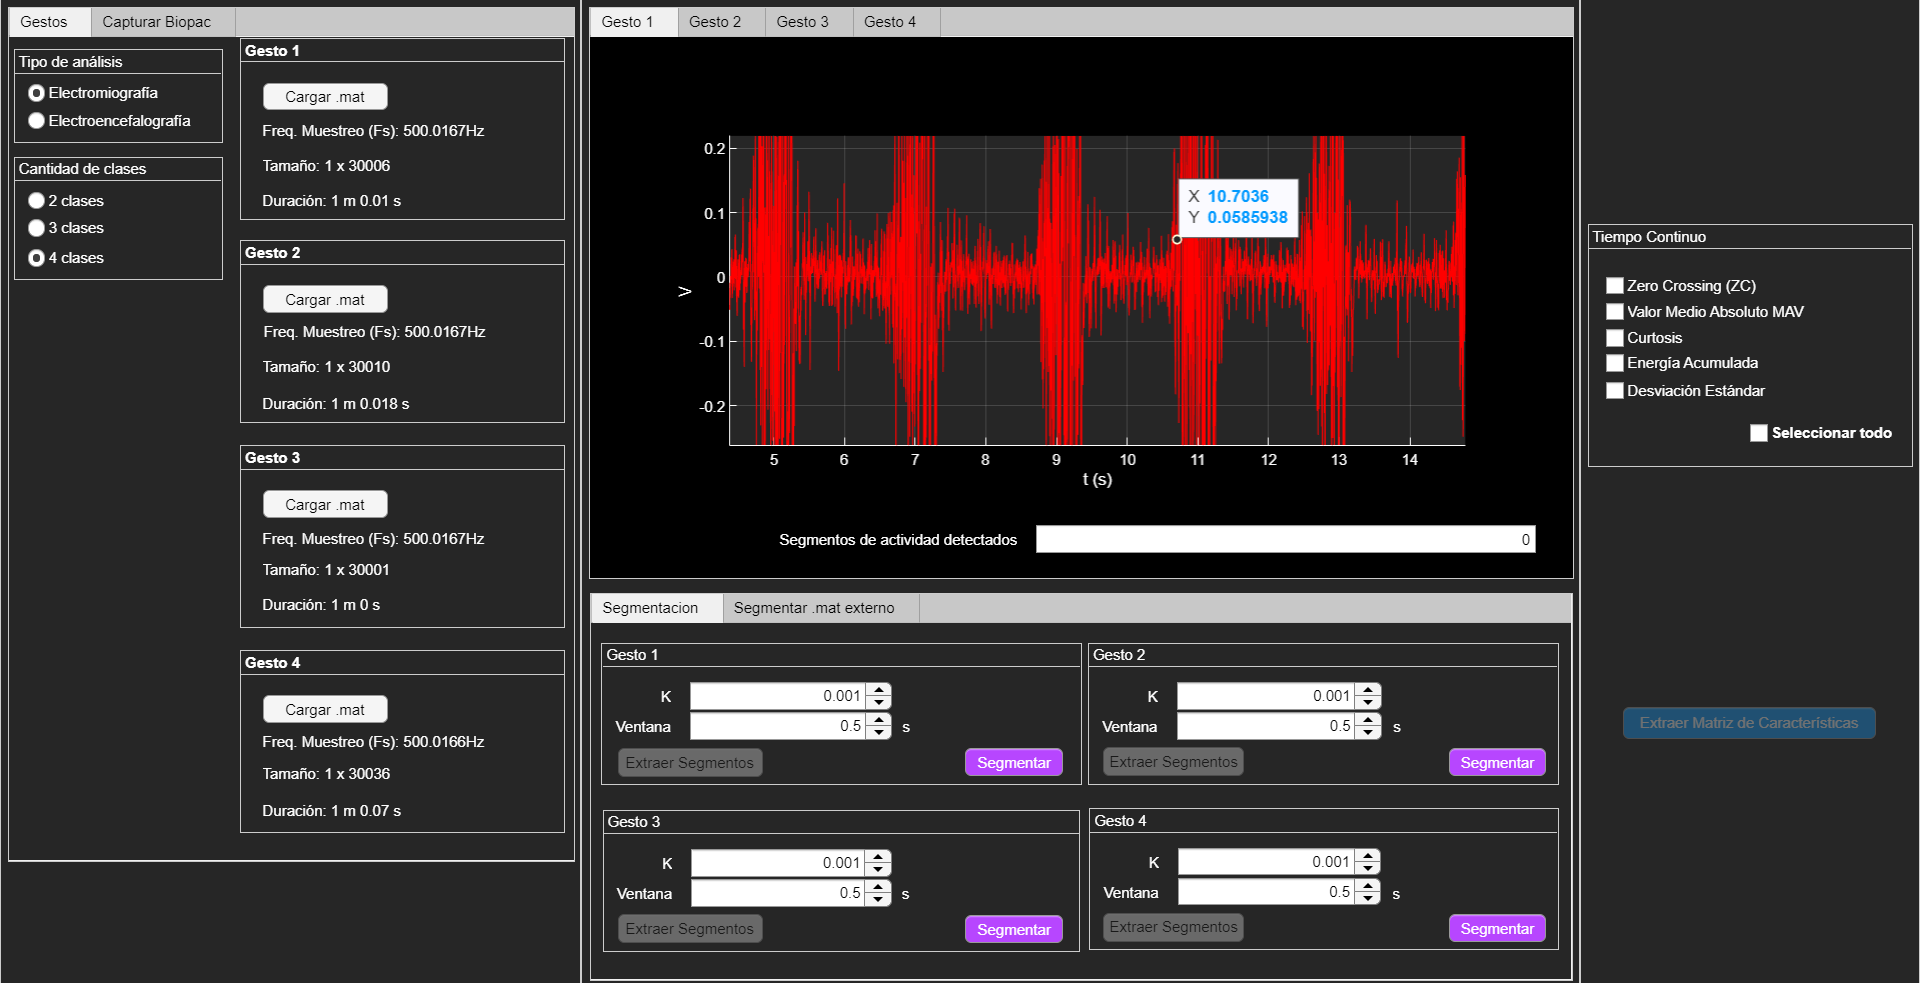 Gestos
Capturar Biopac
Tipo de análisis
Electromiografía
Electroencefalografía
Cantidad de clases
2 clases
3 clases
4 clases
Gesto 1
Cargar .mat
Freq. Muestreo (Fs): 500.0167Hz
Tamaño: 1 x 30006
Duración: 1 m 0.01 s
Gesto 2
Cargar .mat
Freq. Muestreo (Fs): 500.0167Hz
Tamaño: 1 x 30010
Duración: 1 m 0.018 s
Gesto 3
Cargar .mat
Freq. Muestreo (Fs): 500.0167Hz
Tamaño: 1 x 30001
Duración: 1 m 0 s
Gesto 4
Cargar .mat
Freq. Muestreo (Fs): 500.0166Hz
Tamaño: 1 x 30036
Duración: 1 m 0.07 s
Gesto 1 Gesto 2 Gesto 3 Gesto 4
0.2
0.1
0
-0.1
-0.2
V
X 10.7036
Y 0.0585938
5 6 7 8 9 10 11 12 13 14
t (s)
Segmentos de actividad detectados 0
Segmentacion
Segmentar .mat externo
Gesto 1
K 0.001
Ventana 0.5 s
Extraer Segmentos Segmentar
Gesto 2
K 0.001
Ventana 0.5 s
Extraer Segmentos Segmentar
Gesto 3
K 0.001
Ventana 0.5 s
Extraer Segmentos Segmentar
Gesto 4
K 0.001
Ventana 0.5 s
Extraer Segmentos Segmentar
Tiempo Continuo
Zero Crossing (ZC)
Valor Medio Absoluto MAV
Curtosis
Energía Acumulada
Desviación Estándar
Seleccionar todo
Extraer Matriz de Características